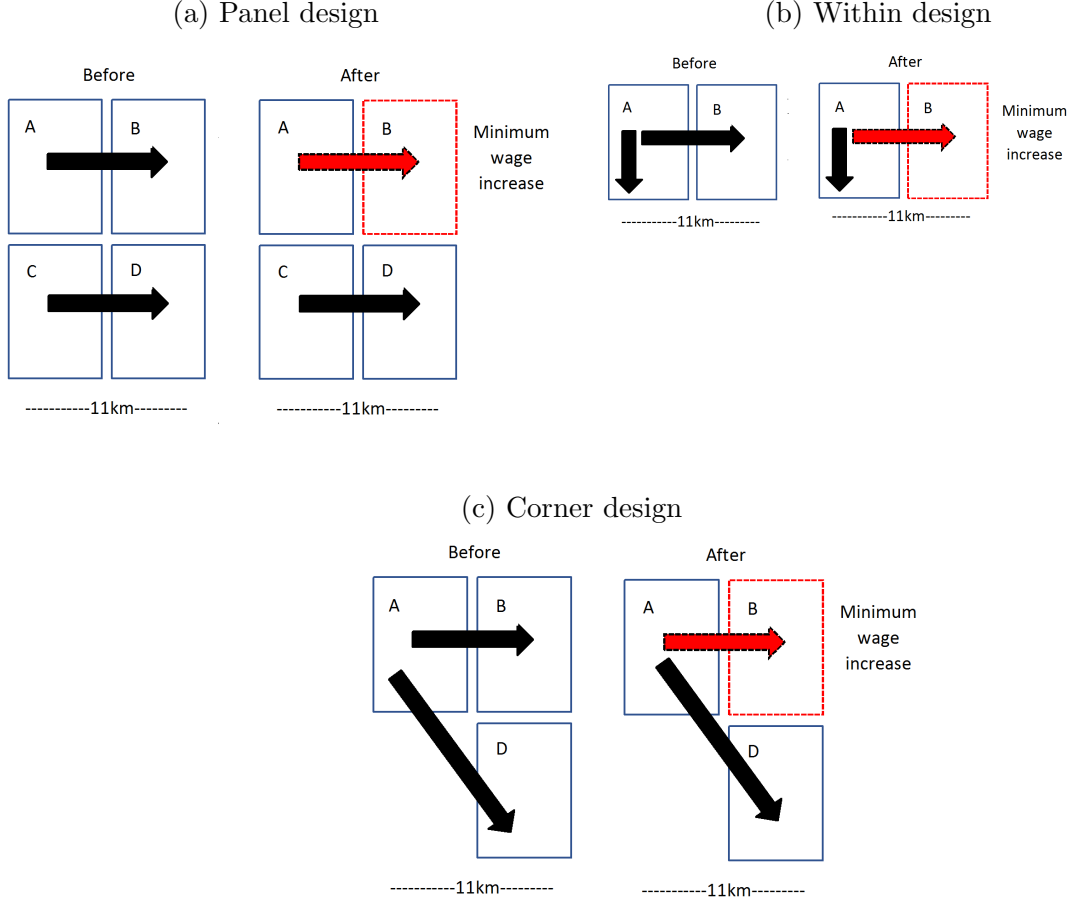 (a) Panel design
Before
After
A
B
A
B
Minimum
wage
increase
C
D
C
D
-----------11km---------
-----------11km---------
(b) Within design
Before
After
A
B
A
B
Minimum
wage
increase
-----------11km---------
-----------11km---------
(c) Corner design
Before
After
A
B
A
B
Minimum
wage
increase
D
D
-----------11km---------
-----------11km---------